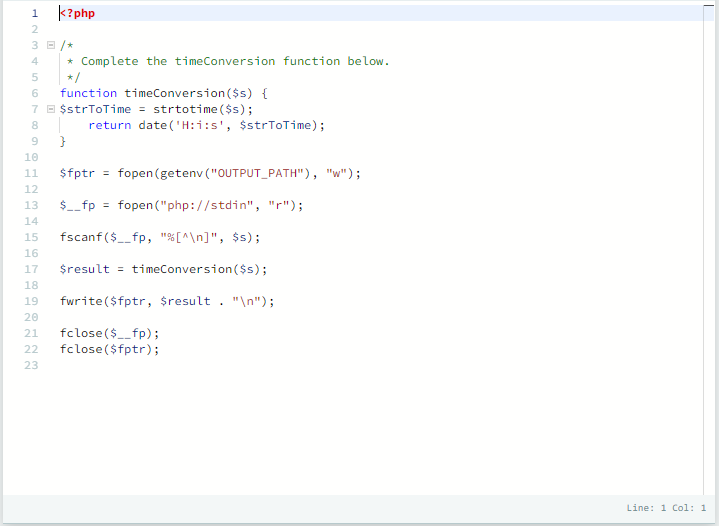 1 <?php
2
3 /*
4  * Complete the timeConversion function below.
5  */
6 function timeConversion($s) {
7 $strToTime = strtotime($s);
8     return date('H:i:s', $strToTime);
9 }
10
11 $fptr = fopen(getenv("OUTPUT_PATH"), "w");
12
13 $__fp = fopen("php://stdin", "r");
14
15 fscanf($__fp, "%[^\n]", $s);
16
17 $result = timeConversion($s);
18
19 fwrite($fptr, $result . "\n");
20
21 fclose($__fp);
22 fclose($fptr);
23
Line: 1 Col: 1